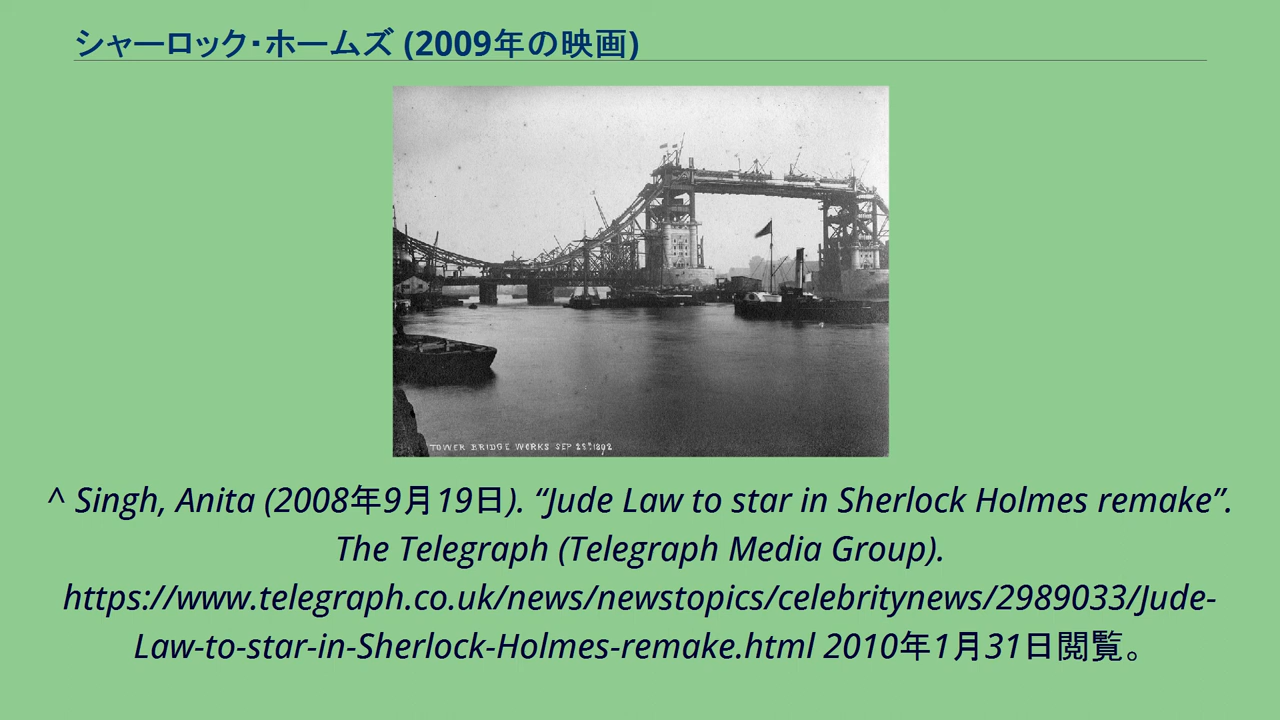 シャーロック・ホームズ (2009年の映画)
TOWER BRIDGE WORKS SEP 28TH 1892
^ Singh, Anita (2008年9月19日). “Jude Law to star in Sherlock Holmes remake”.
The Telegraph (Telegraph Media Group).
https://www.telegraph.co.uk/news/newstopics/celebritynews/2989033/Jude-
Law-to-star-in-Sherlock-Holmes-remake.html 2010年1月31日閲覧。